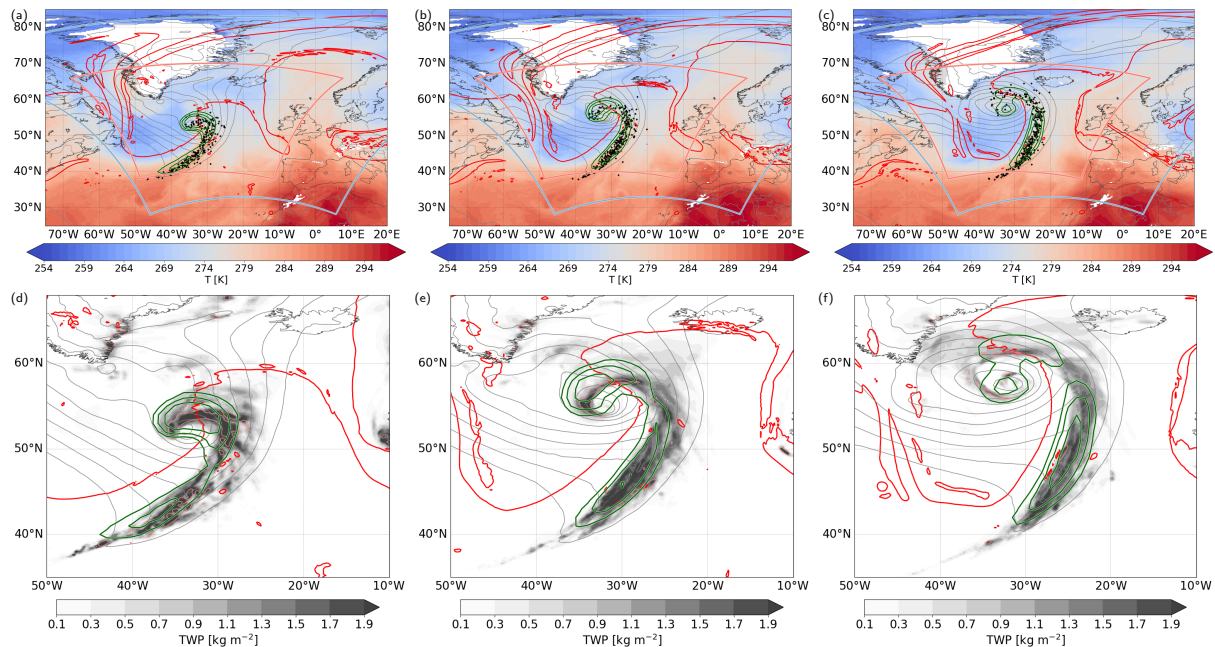 (a) (b) (c)
80°N 80°N 80°N
70°N 70°N 70°N
60°N 60°N 60°N
50°N 50°N 50°N
40°N 40°N 40°N
30°N 30°N 30°N
70°W 60°W 50°W 40°W 30°W 20°W 10°W 0° 10°E 20°E 70°W 60°W 50°W 40°W 30°W 20°W 10°W 0° 10°E 20°E 70°W 60°W 50°W 40°W 30°W 20°W 10°W 0° 10°E 20°E
254 259 264 269 274 279 284 289 294 254 259 264 269 274 279 284 289 294 254 259 264 269 274 279 284 289 294
T [K] T [K] T [K]
(d) (e) (f)
60°N 60°N 60°N
50°N 50°N 50°N
40°N 40°N 40°N
50°W 40°W 30°W 20°W 10°W 50°W 40°W 30°W 20°W 10°W 50°W 40°W 30°W 20°W 10°W
0.1 0.3 0.5 0.7 0.9 1.1 1.3 1.5 1.7 1.9 0.1 0.3 0.5 0.7 0.9 1.1 1.3 1.5 1.7 1.9 0.1 0.3 0.5 0.7 0.9 1.1 1.3 1.5 1.7 1.9
TWP [kg m⁻²] TWP [kg m⁻²] TWP [kg m⁻²]